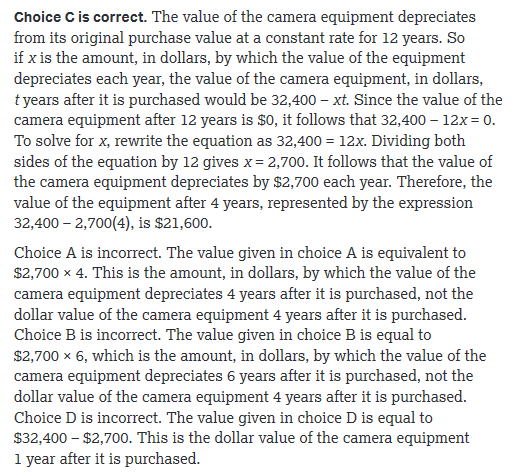 Choice C is correct. The value of the camera equipment depreciates
from its original purchase value at a constant rate for 12 years. So
if x is the amount, in dollars, by which the value of the equipment
depreciates each year, the value of the camera equipment, in dollars,
t years after it is purchased would be 32,400 – xt. Since the value of the
camera equipment after 12 years is $0, it follows that 32,400 – 12x = 0.
To solve for x, rewrite the equation as 32,400 = 12x. Dividing both
sides of the equation by 12 gives x = 2,700. It follows that the value of
the camera equipment depreciates by $2,700 each year. Therefore, the
value of the equipment after 4 years, represented by the expression
32,400 – 2,700(4), is $21,600.
Choice A is incorrect. The value given in choice A is equivalent to
$2,700 × 4. This is the amount, in dollars, by which the value of the
camera equipment depreciates 4 years after it is purchased, not the
dollar value of the camera equipment 4 years after it is purchased.
Choice B is incorrect. The value given in choice B is equal to
$2,700 × 6, which is the amount, in dollars, by which the value of the
camera equipment depreciates 6 years after it is purchased, not the
dollar value of the camera equipment 4 years after it is purchased.
Choice D is incorrect. The value given in choice D is equal to
$32,400 – $2,700. This is the dollar value of the camera equipment
1 year after it is purchased.